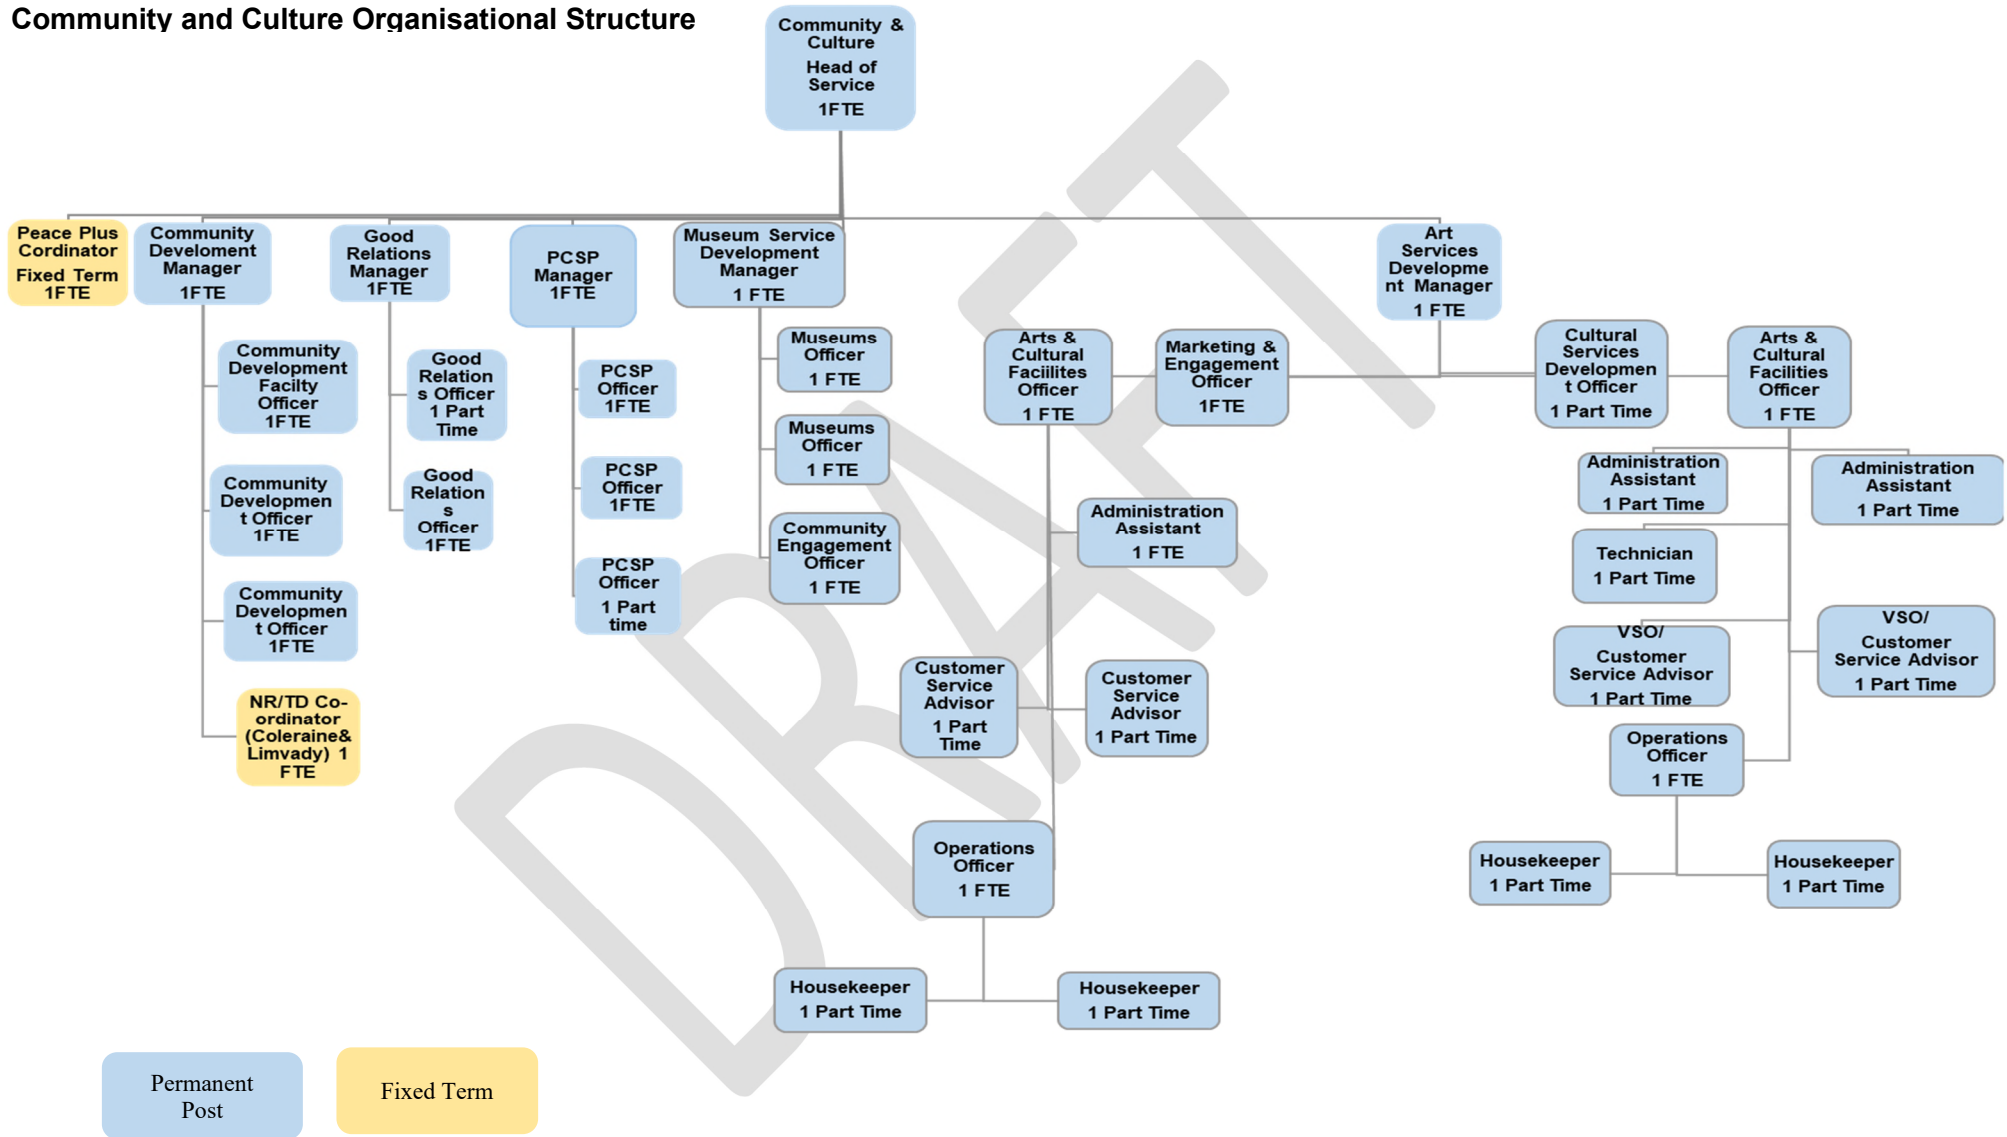 Community and Culture Organisational Structure
Community &
Culture
Head of
Service
1FTE
Peace Plus
Cordinator
Fixed Term
1FTE
Community
Develoment
Manager
1FTE
Good
Relations
Manager
1FTE
PCSP
Manager
1FTE
Museum Service
Development
Manager
1 FTE
Art
Services
Developme
nt Manager
1 FTE
Community
Development
Facilty
Officer
1FTE
Community
Developmen
t Officer
1FTE
Community
Developmen
t Officer
1FTE
NR/TD Co-
ordinator
(Coleraine&
Limvady) 1
FTE
Good
Relation
s Officer
1 Part
Time
Good
Relation
s
Officer
1FTE
PCSP
Officer
1FTE
PCSP
Officer
1FTE
PCSP
Officer
1 Part
time
Museums
Officer
1 FTE
Museums
Officer
1 FTE
Community
Engagement
Officer
1 FTE
Arts &
Cultural
Faciilites
Officer
1 FTE
Marketing &
Engagement
Officer
1FTE
Cultural
Services
Developmen
t Officer
1 Part Time
Arts &
Cultural
Facilities
Officer
1 FTE
Administration
Assistant
1 FTE
Customer
Service
Advisor
1 Part
Time
Customer
Service
Advisor
1 Part Time
Operations
Officer
1 FTE
Housekeeper
1 Part Time
Housekeeper
1 Part Time
Administration
Assistant
1 Part Time
Administration
Assistant
1 Part Time
Technician
1 Part Time
VSO/
Customer
Service Advisor
1 Part Time
VSO/
Customer
Service Advisor
1 Part Time
Operations
Officer
1 FTE
Housekeeper
1 Part Time
Housekeeper
1 Part Time
DRAFT
Permanent
Post
Fixed Term